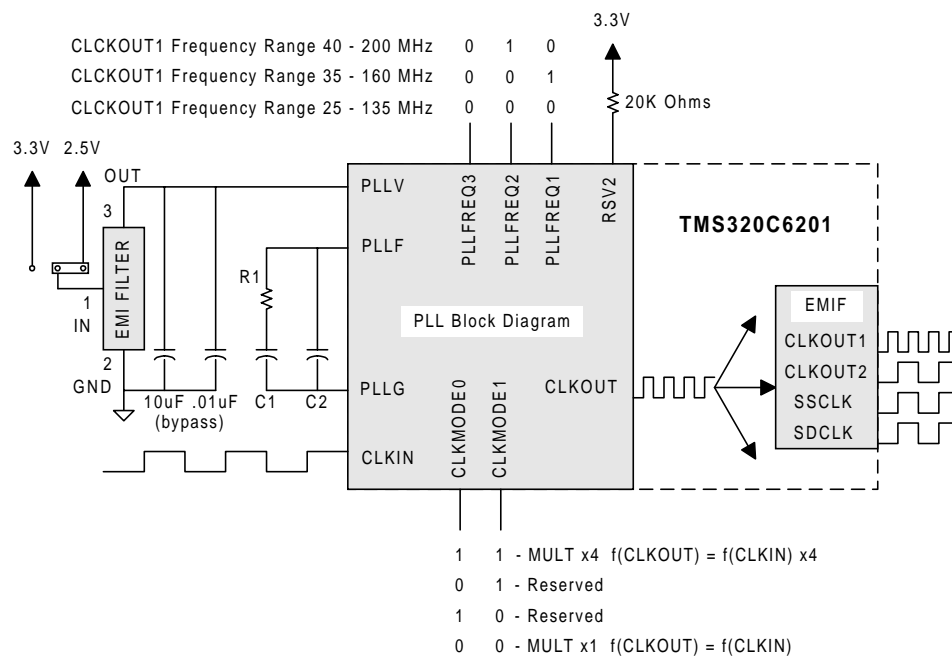 3.3V
CLCKOUT1 Frequency Range 40 - 200 MHz 0 1 0
CLCKOUT1 Frequency Range 35 - 160 MHz 0 0 1
CLCKOUT1 Frequency Range 25 - 135 MHz 0 0 0
20K Ohms
3.3V 2.5V
OUT
3
EMI FILTER
1
IN
2
GND
10uF .01uF
(bypass)
R1
C1 C2
PLLV
PLLF
PLLG
CLKIN
PLLFREQ3
PLLFREQ2
PLLFREQ1
RSV2
PLL Block Diagram
CLKMODE0
CLKMODE1
CLKOUT
TMS320C6201
EMIF
CLKOUT1
CLKOUT2
SSCLK
SDCLK
1 1 - MULT x4 f(CLKOUT) = f(CLKIN) x4
0 1 - Reserved
1 0 - Reserved
0 0 - MULT x1 f(CLKOUT) = f(CLKIN)